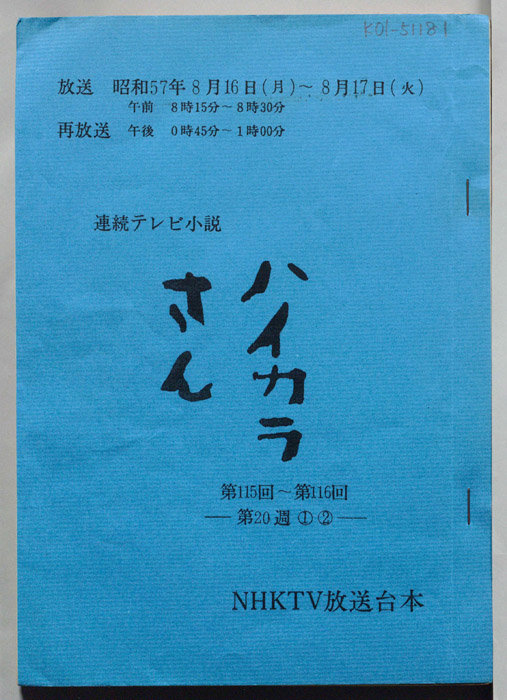 K01-51181
放送 昭和57年8月16日(月)～8月17日(火)
午前 8時15分～8時30分
再放送 午後 0時45分～1時00分
連続テレビ小説
ハイカラ
さん
第115回～第116回
―第20週①②―
NHKTV放送台本